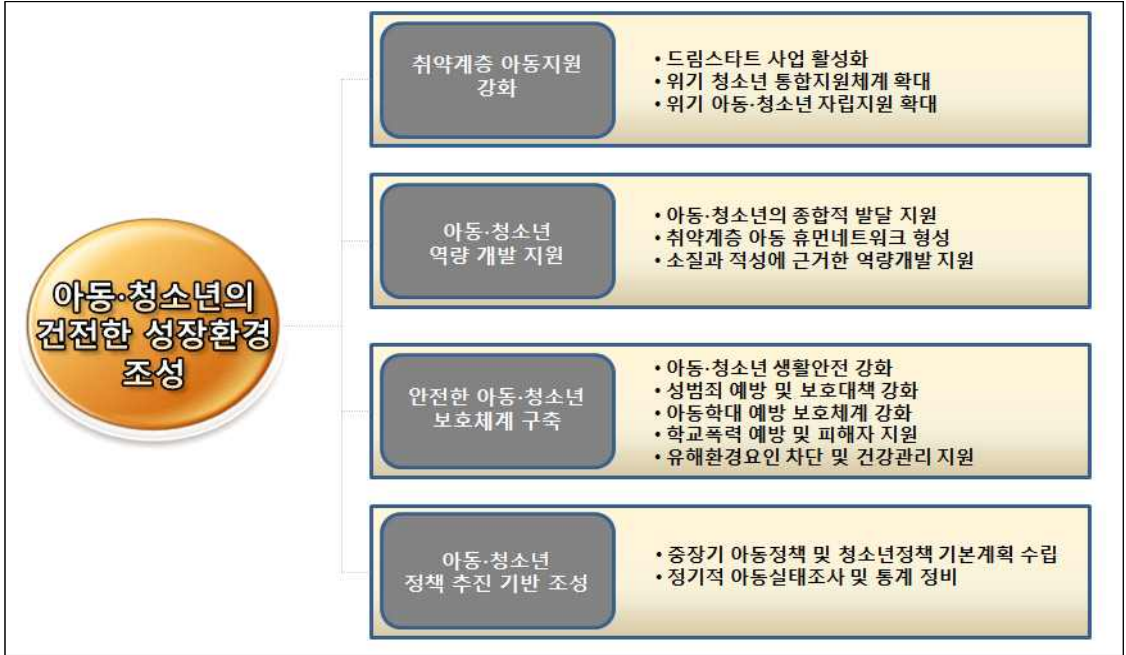 아동·청소년의
건전한 성장환경
조성
취약계층 아동지원
강화
• 드림스타트 사업 활성화
• 위기 청소년 통합지원체계 확대
• 위기 아동·청소년 자립지원 확대
아동·청소년
역량 개발 지원
• 아동·청소년의 종합적 발달 지원
• 취약계층 아동 휴먼네트워크 형성
• 소질과 적성에 근거한 역량개발 지원
안전한 아동·청소년
보호체계 구축
• 아동·청소년 생활안전 강화
• 성범죄 예방 및 보호대책 강화
• 아동학대 예방 보호체계 강화
• 학교폭력 예방 및 피해자 지원
• 유해환경요인 차단 및 건강관리 지원
아동·청소년
정책 추진 기반 조성
• 중장기 아동정책 및 청소년정책 기본계획 수립
• 정기적 아동실태조사 및 통계 정비